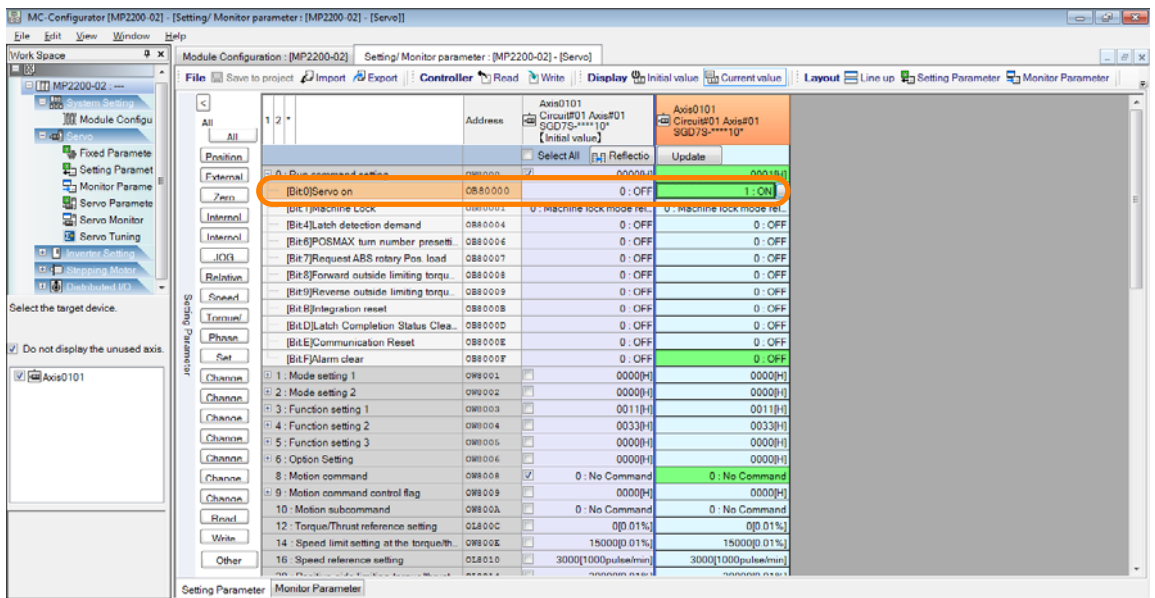 MC-Configurator [MP2200-02] - [Setting/ Monitor parameter : [MP2200-02] - [Servo]]
File Edit View Window Help
Work Space
Module Configuration : [MP2200-02] Setting/ Monitor parameter : [MP2200-02] - [Servo]
File Save to project Import Export Controller Read Write Display Initial value Current value Layout Line up Setting Parameter Monitor Parameter
MP2200-02 : ---
System Setting
Module Configu
Servo
Fixed Paramete
Setting Paramet
Monitor Parame
Servo Paramete
Servo Monitor
Servo Tuning
Inverter Setting
Stepping Motor
Distributed I/O
Select the target device.
Do not display the unused axis.
Axis0101
Setting Parameter
<
All
All
Position
External
Zero
Internol
Internol
JOG
Relative
Speed
Torque/
Phase
Set
Change
Change
Change
Change
Change
Change
Change
Read
Write
Other
1 2 * Address
Axis0101
Circuit#01 Axis#01
SGD7S-****10*
【Initial value】
Axis0101
Circuit#01 Axis#01
SGD7S-****10*
Select All Reflectio Update
0 : Run command setting OW8000 0000[H] 0001[H]
[Bit:0]Servo on OB80000 0 : OFF 1 : ON
[Bit:1]Machine Lock OB80001 0 : Machine lock mode rel... 0 : Machine lock mode rel...
[Bit:4]Latch detection demand OB80004 0 : OFF 0 : OFF
[Bit:6]POSMAX turn number presetti... OB80006 0 : OFF 0 : OFF
[Bit:7]Request ABS rotary Pos. load OB80007 0 : OFF 0 : OFF
[Bit:8]Forward outside limiting torqu... OB80008 0 : OFF 0 : OFF
[Bit:9]Reverse outside limiting torqu... OB80009 0 : OFF 0 : OFF
[Bit:B]Integration reset OB8000B 0 : OFF 0 : OFF
[Bit:D]Latch Completion Status Clea... OB8000D 0 : OFF 0 : OFF
[Bit:E]Communication Reset OB8000E 0 : OFF 0 : OFF
[Bit:F]Alarm clear OB8000F 0 : OFF 0 : OFF
1 : Mode setting 1 OW8001 0000[H] 0000[H]
2 : Mode setting 2 OW8002 0000[H] 0000[H]
3 : Function setting 1 OW8003 0011[H] 0011[H]
4 : Function setting 2 OW8004 0033[H] 0033[H]
5 : Function setting 3 OW8005 0000[H] 0000[H]
6 : Option Setting OW8006 0000[H] 0000[H]
8 : Motion command OW8008 0 : No Command 0 : No Command
9 : Motion command control flag OW8009 0000[H] 0000[H]
10 : Motion subcommand OW800A 0 : No Command 0 : No Command
12 : Torque/Thrust reference setting OL800C 0[0.01%] 0[0.01%]
14 : Speed limit setting at the torque/th... OW800E 15000[0.01%] 15000[0.01%]
16 : Speed reference setting OL8010 3000[1000pulse/min] 3000[1000pulse/min]
Setting Parameter Monitor Parameter